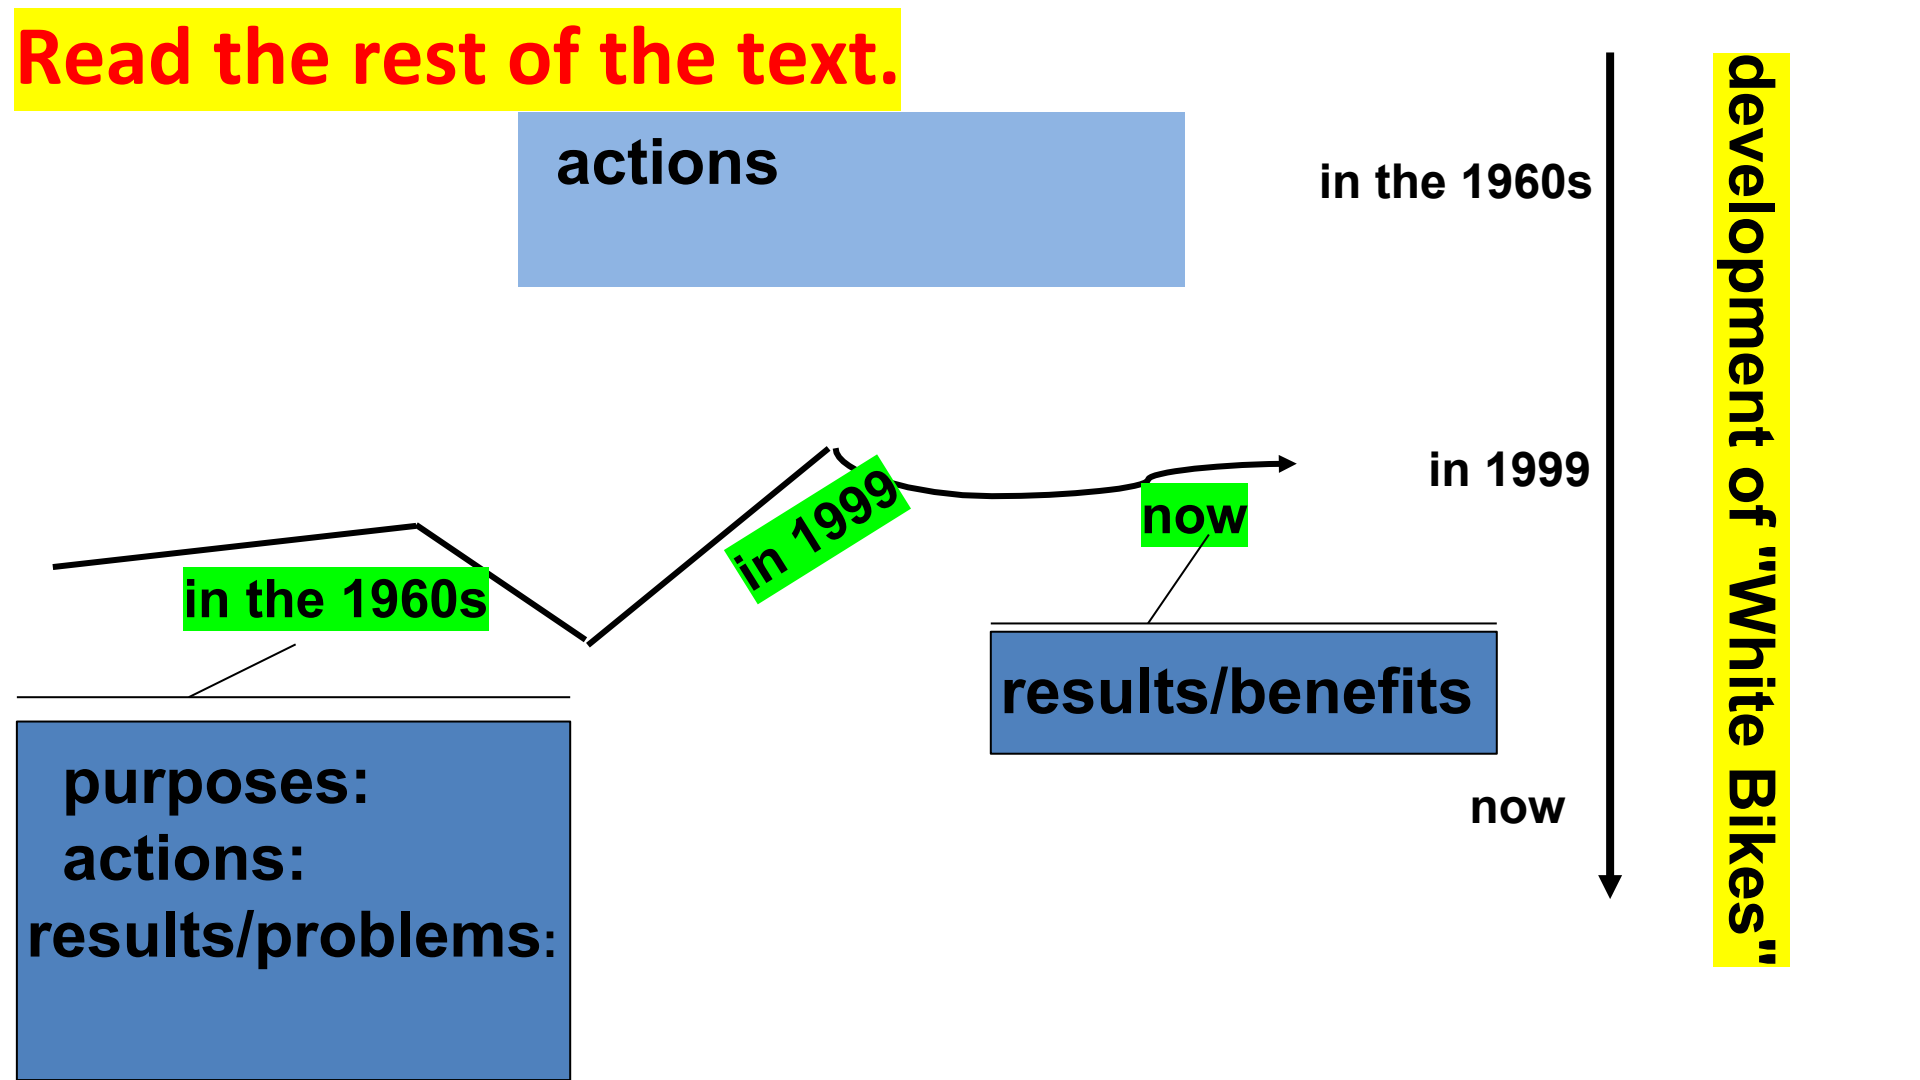 Read the rest of the text.
actions
in the 1960s
in 1999
now
development of "White Bikes"
in the 1960s
in 1999
now
purposes:
actions:
results/problems:
results/benefits